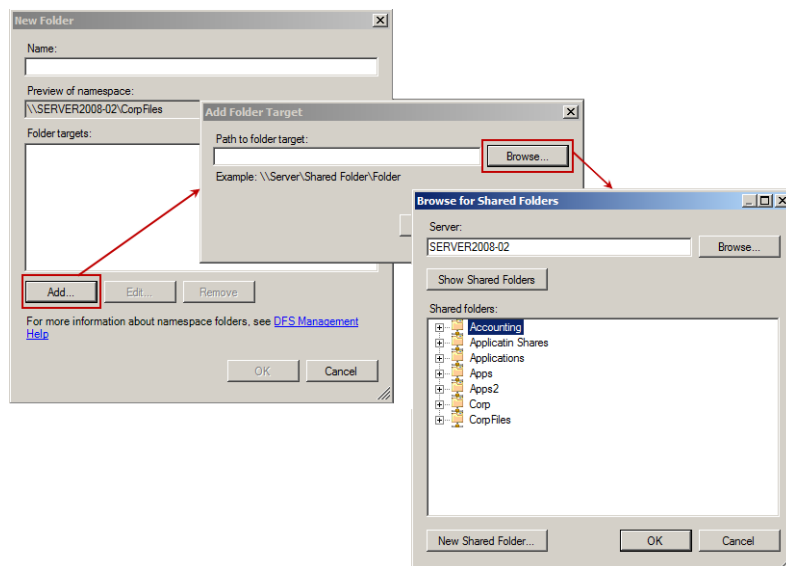 New Folder
Name:
Preview of namespace:
\\SERVER2008-02\CorpFiles
Folder targets:
Add...
Edit...
Remove
For more information about namespace folders, see DFS Management
Help
OK
Cancel
Add Folder Target
Path to folder target:
Browse...
Example: \\Server\Shared Folder\Folder
Browse for Shared Folders
Server:
SERVER2008-02
Browse...
Show Shared Folders
Shared folders:
Accounting
Applicatin Shares
Applications
Apps
Apps2
Corp
CorpFiles
New Shared Folder...
OK
Cancel